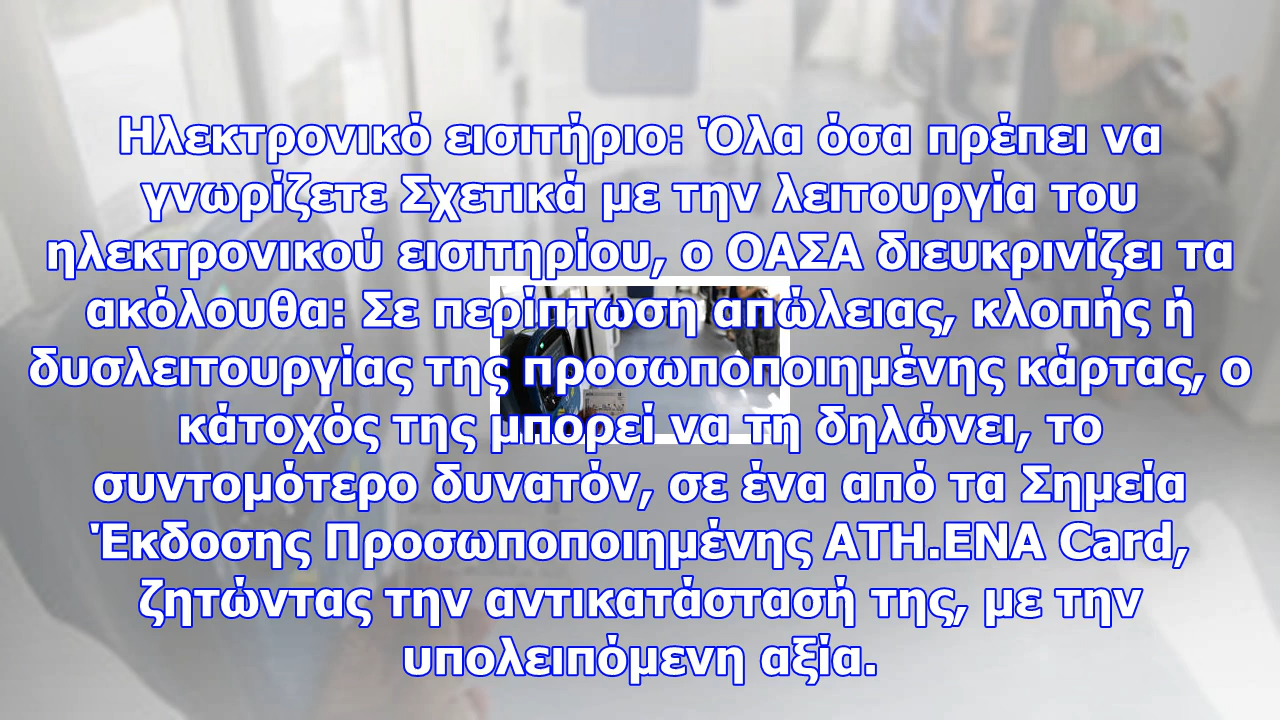 Ηλεκτρονικό εισιτήριο: Όλα όσα πρέπει να
γνωρίζετε Σχετικά με την λειτουργία του
ηλεκτρονικού εισιτηρίου, ο ΟΑΣΑ διευκρινίζει τα
ακόλουθα: Σε περίπτωση απώλειας, κλοπής ή
δυσλειτουργίας της προσωποποιημένης κάρτας, ο
κάτοχός της μπορεί να τη δηλώνει, το
συντομότερο δυνατόν, σε ένα από τα Σημεία
Έκδοσης Προσωποποιημένης ATH.ENA Card,
ζητώντας την αντικατάστασή της, με την
υπολειπόμενη αξία.